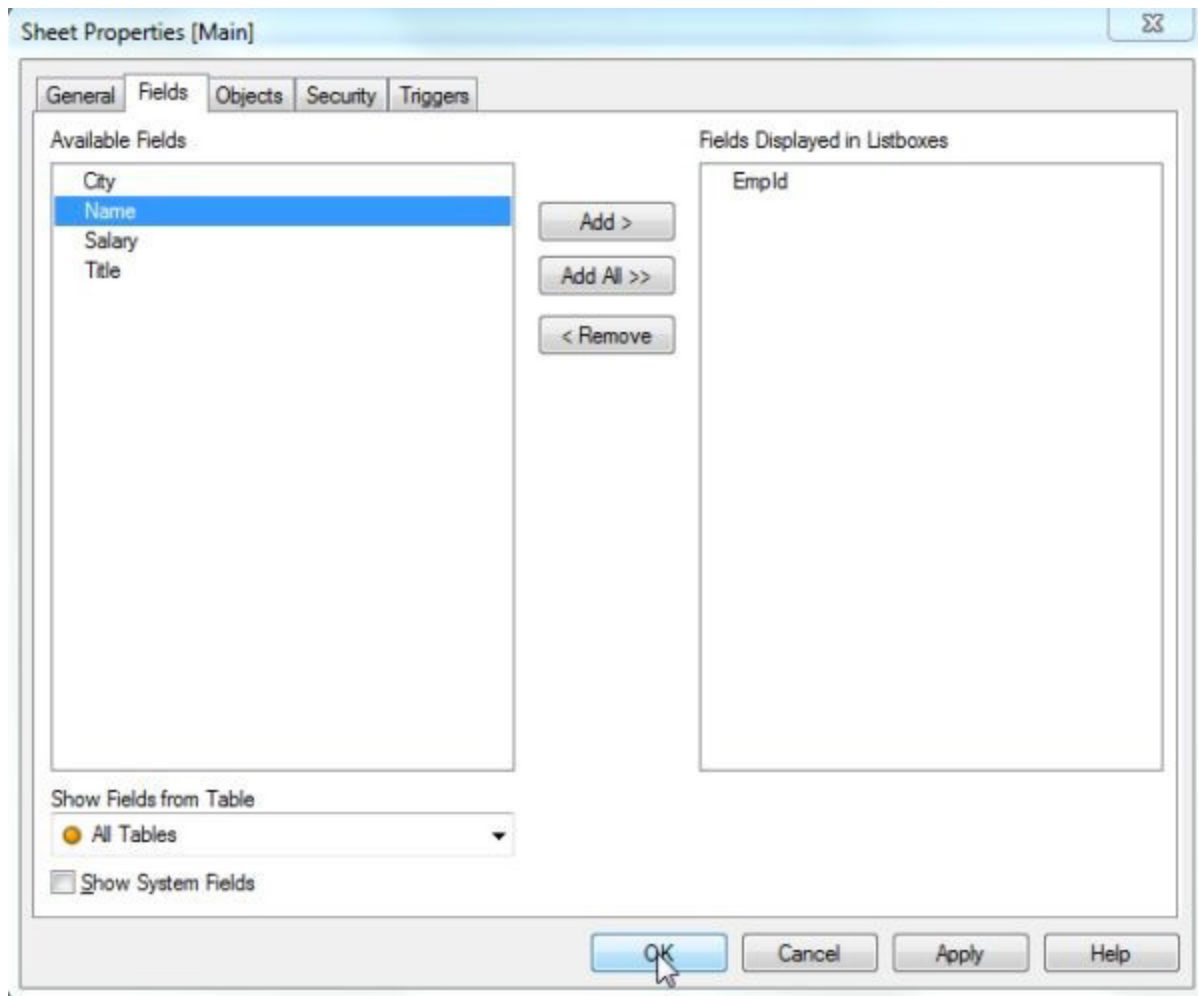 Sheet Properties [Main]
General Fields Objects Security Triggers
Available Fields
Fields Displayed in Listboxes
City
Name
Salary
Title
Add >
Add All >>
< Remove
EmpId
Show Fields from Table
All Tables
Show System Fields
OK Cancel Apply Help